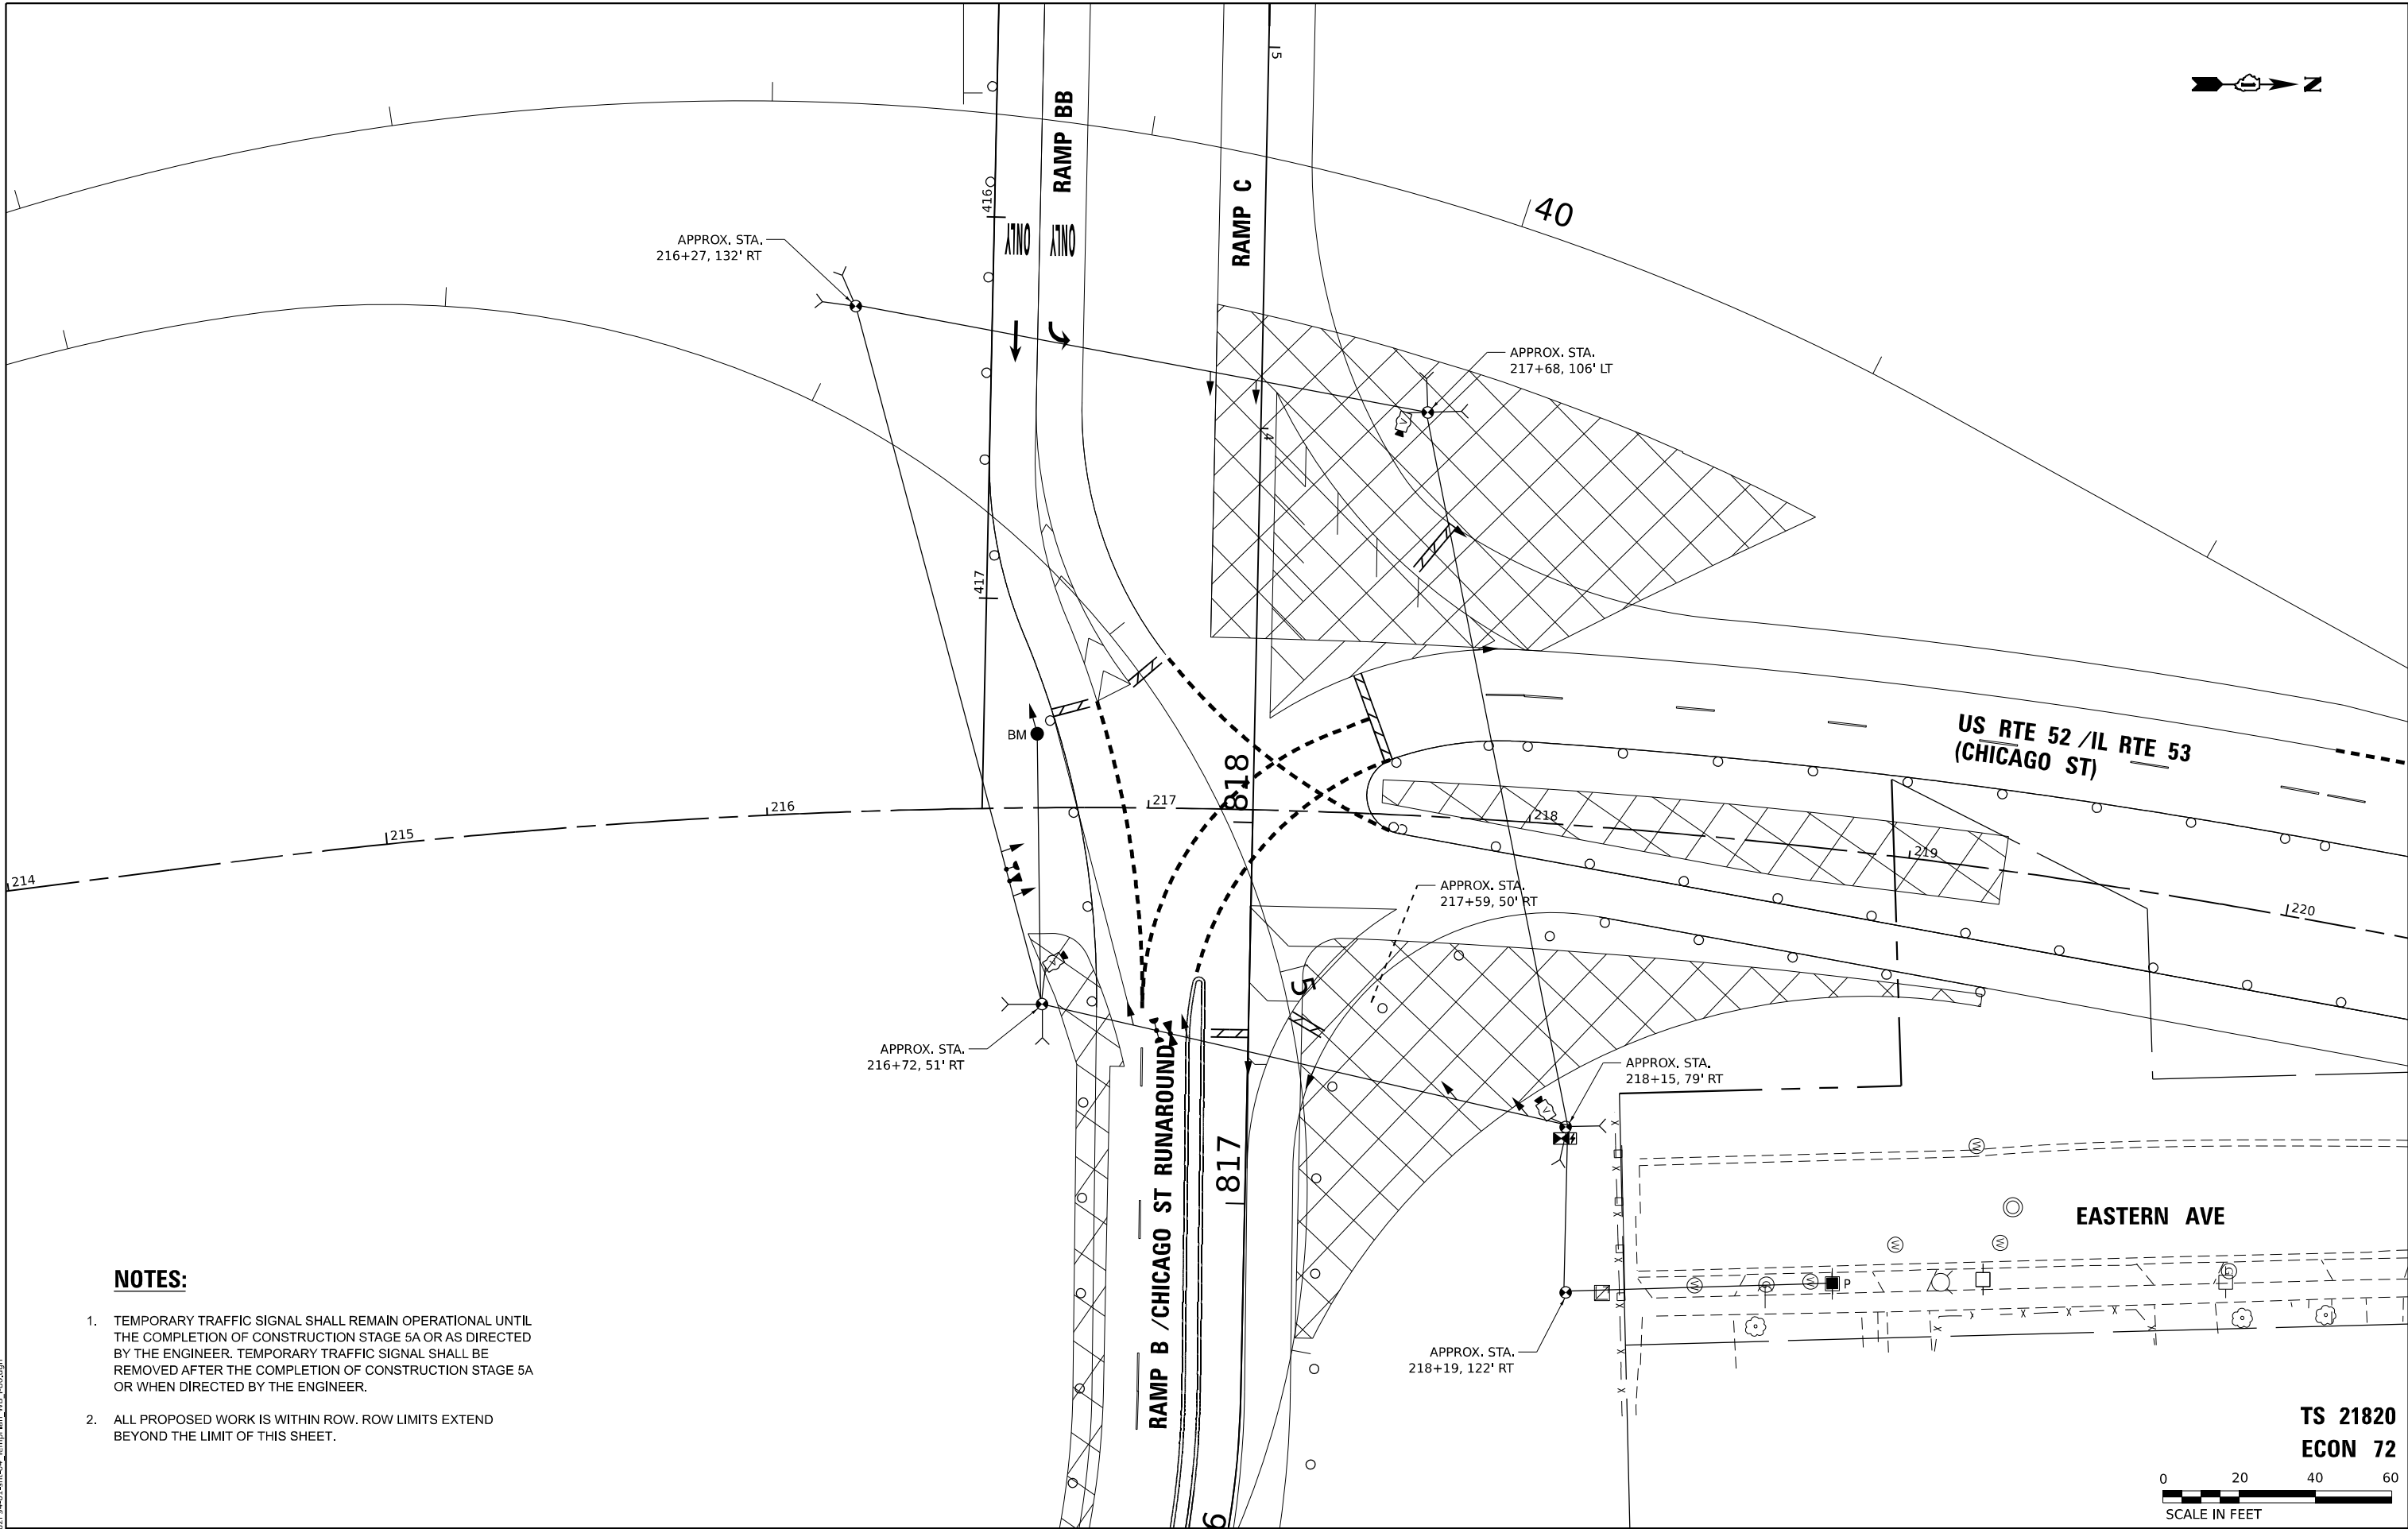 N
5
RAMP BB
RAMP C
416
ONLY
ONLY
40
APPROX. STA.
216+27, 132' RT
APPROX. STA.
217+68, 106' LT
V
4
417
BM
US RTE 52 /IL RTE 53
(CHICAGO ST)
818
214
215
216
217
218
219
220
APPROX. STA.
217+59, 50' RT
V
5
APPROX. STA.
216+72, 51' RT
APPROX. STA.
218+15, 79' RT
V
817
RAMP B /CHICAGO ST RUNAROUND
W
EASTERN AVE
W
W
W
G
W
P
G
APPROX. STA.
218+19, 122' RT
NOTES:
1. TEMPORARY TRAFFIC SIGNAL SHALL REMAIN OPERATIONAL UNTIL
THE COMPLETION OF CONSTRUCTION STAGE 5A OR AS DIRECTED
BY THE ENGINEER. TEMPORARY TRAFFIC SIGNAL SHALL BE
REMOVED AFTER THE COMPLETION OF CONSTRUCTION STAGE 5A
OR WHEN DIRECTED BY THE ENGINEER.
2. ALL PROPOSED WORK IS WITHIN ROW. ROW LIMITS EXTEND
BEYOND THE LIMIT OF THIS SHEET.
TS 21820
ECON 72
0 20 40 60
SCALE IN FEET